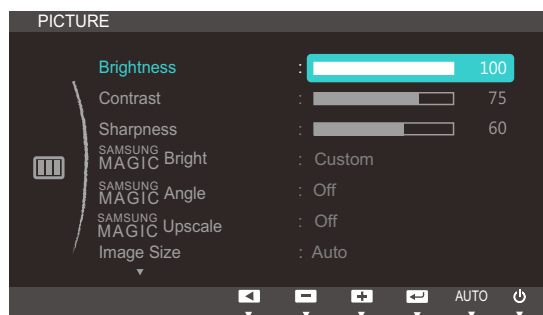 PICTURE
Brightness : 100
Contrast : 75
Sharpness : 60
SAMSUNG MAGIC Bright : Custom
SAMSUNG MAGIC Angle : Off
SAMSUNG MAGIC Upscale : Off
Image Size : Auto
AUTO